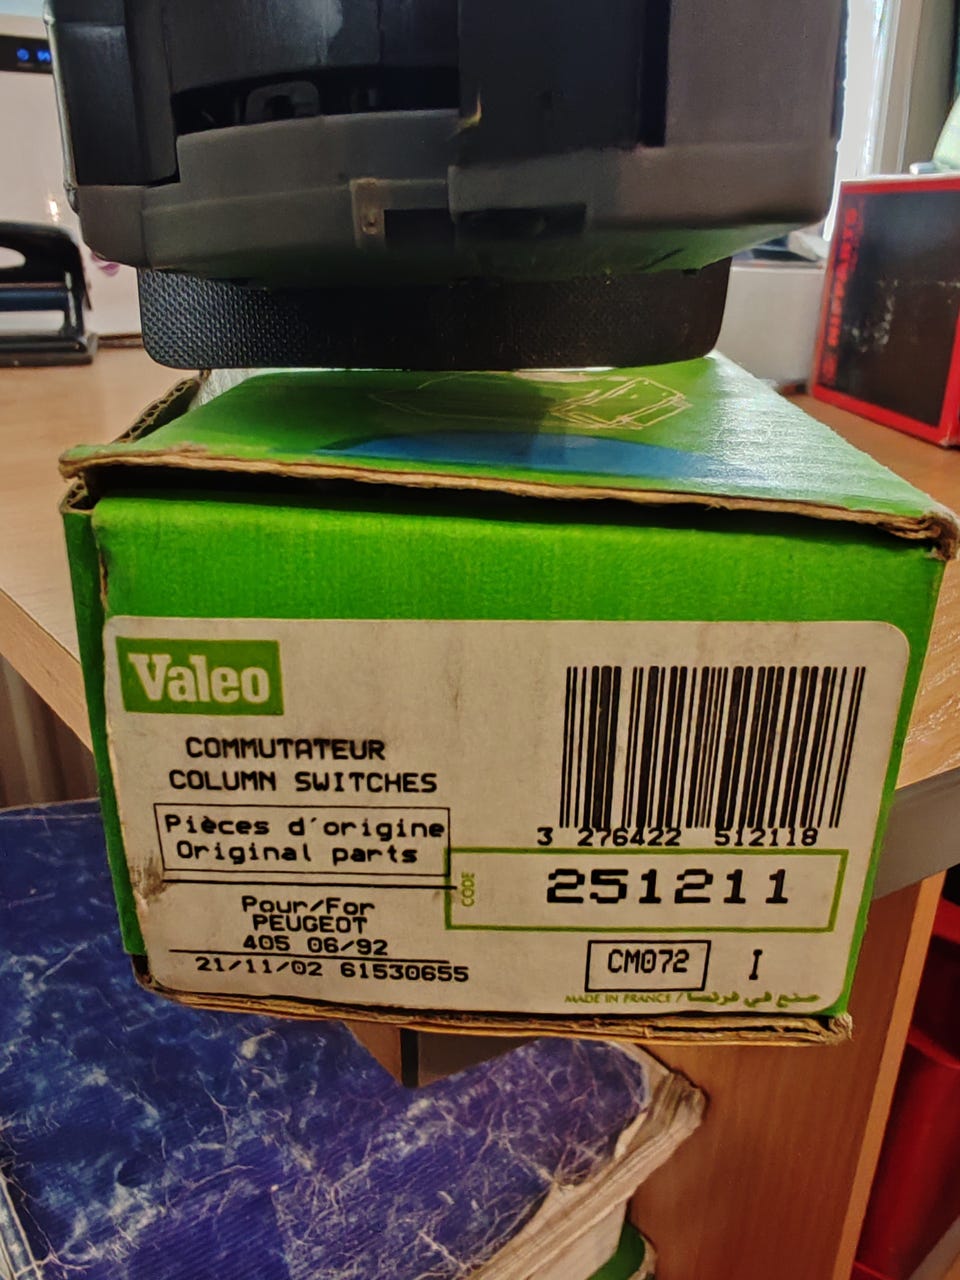 Valeo
COMMUTATEUR
COLUMN SWITCHES
Pièces d'origine
Original parts
Pour/For
PEUGEOT
405 06/92
21/11/02 61530655
3 276422 512118
CODE
251211
CM072
I
MADE IN FRANCE / صنع في فرنسا